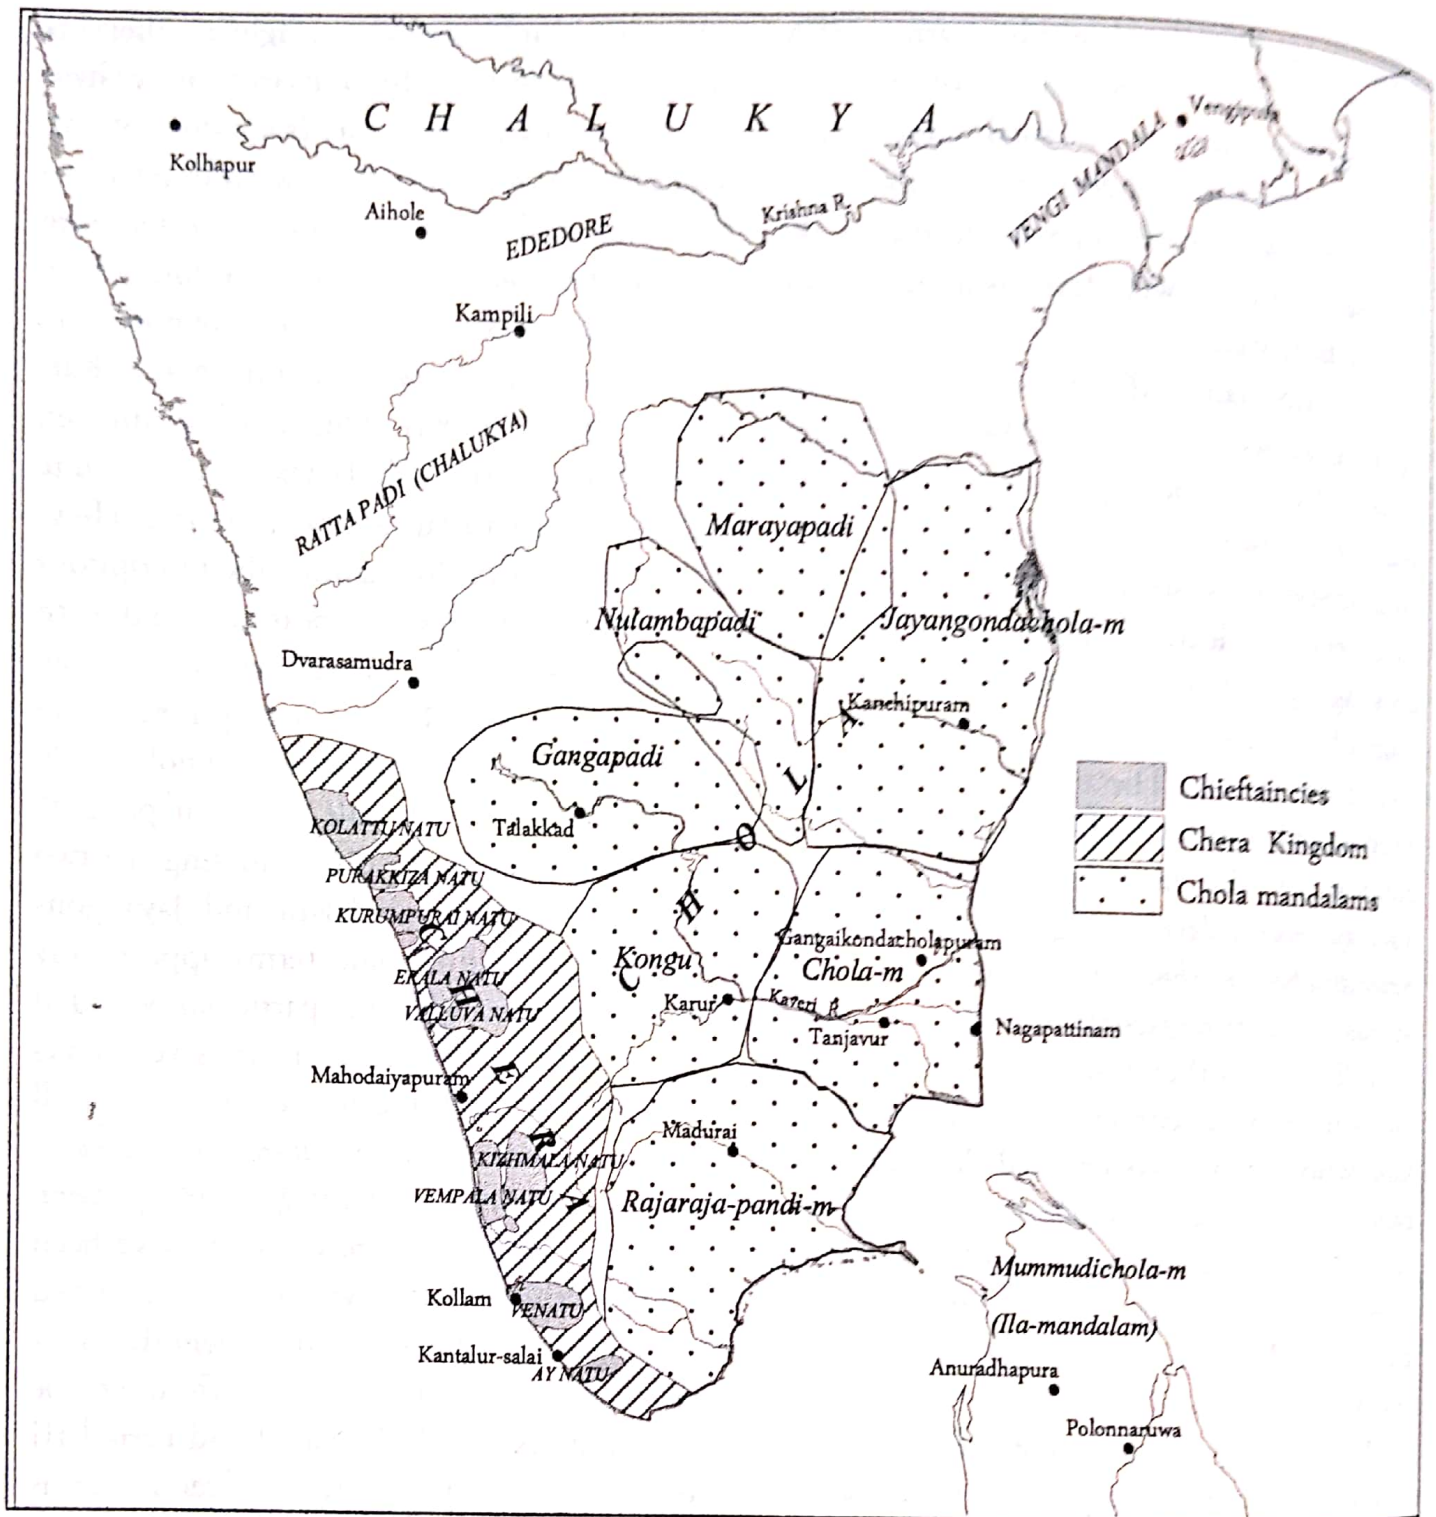 CHALUKYA
Vengipura
Kolhapur
VENGI MANDALA
Aihole
Krishna R.
EDEDORE
Kampili
RATTA PADI (CHALUKYA)
Marayapadi
Nulambapadi
Jayangondachola-m
Dvarasamudra
Kanchipuram
Gangapadi
Talakkad
CHOLA
Chieftaincies
Chera Kingdom
Chola mandalams
KOLATTU NATU
PURAKKIZA NATU
KURUMPURAI NATU
CHERA
ERALA NATU
VALLUVA NATU
Kongu
Gangaikondacholapuram
Chola-m
Karur
Kaveri R.
Tanjavur
Nagapattinam
Mahodaiyapuram
Madurai
KIZHMALA NATU
VEMPALA NATU
Rajaraja-pandi-m
Mummudichola-m
(Ila-mandalam)
Kollam
VENATU
Kantalur-salai
AY NATU
Anuradhapura
Polonnaruwa